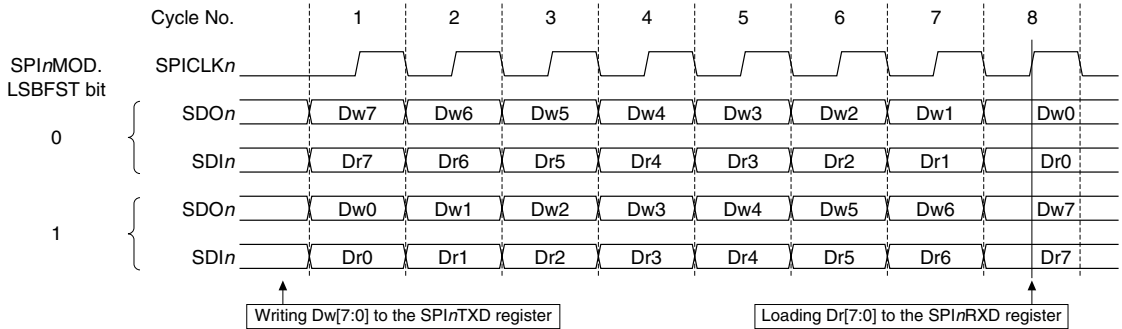 Cycle No. 1 2 3 4 5 6 7 8
SPInMOD.
LSBFST bit
SPICLKn
0
SDOn Dw7 Dw6 Dw5 Dw4 Dw3 Dw2 Dw1 Dw0
SDIn Dr7 Dr6 Dr5 Dr4 Dr3 Dr2 Dr1 Dr0
1
SDOn Dw0 Dw1 Dw2 Dw3 Dw4 Dw5 Dw6 Dw7
SDIn Dr0 Dr1 Dr2 Dr3 Dr4 Dr5 Dr6 Dr7
Writing Dw[7:0] to the SPInTXD register
Loading Dr[7:0] to the SPInRXD register